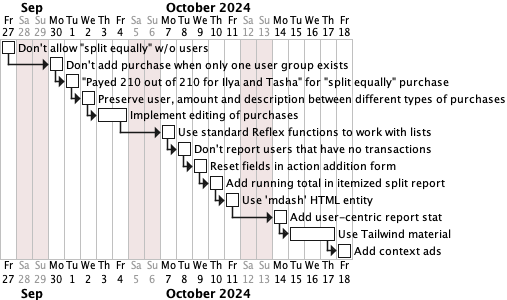 Sep October 2024
Fr Sa Su Mo Tu We Th Fr Sa Su Mo Tu We Th Fr Sa Su Mo Tu We Th Fr
27 28 29 30 1 2 3 4 5 6 7 8 9 10 11 12 13 14 15 16 17 18
Don't allow "split equally" w/o users
Don't add purchase when only one user group exists
"Payed 210 out of 210 for Ilya and Tasha" for "split equally" purchase
Preserve user, amount and description between different types of purchases
Implement editing of purchases
Use standard Reflex functions to work with lists
Don't report users that have no transactions
Reset fields in action addition form
Add running total in itemized split report
Use 'mdash' HTML entity
Add user-centric report stat
Use Tailwind material
Add context ads
Fr Sa Su Mo Tu We Th Fr Sa Su Mo Tu We Th Fr Sa Su Mo Tu We Th Fr
27 28 29 30 1 2 3 4 5 6 7 8 9 10 11 12 13 14 15 16 17 18
Sep October 2024